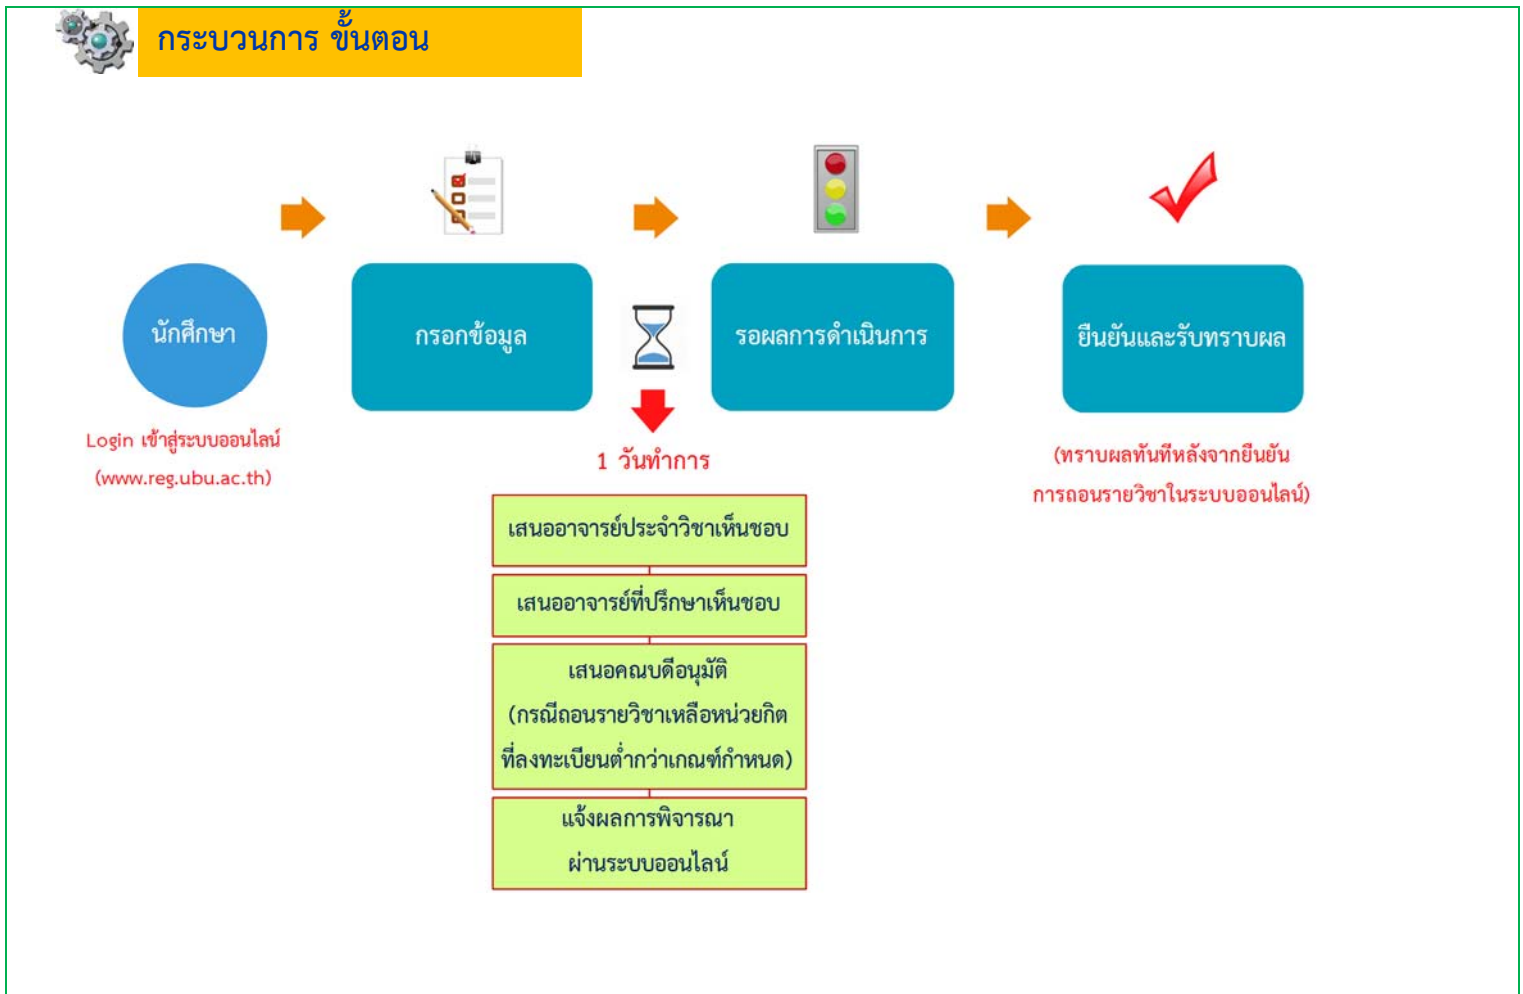 กระบวนการ ขั้นตอน
นักศึกษา
Login เข้าสู่ระบบออนไลน์
(www.reg.ubu.ac.th)
กรอกข้อมูล
รอผลการดำเนินการ
1 วันทำการ
เสนออาจารย์ประจำวิชาเห็นชอบ
เสนออาจารย์ที่ปรึกษาเห็นชอบ
เสนอคณบดีอนุมัติ
(กรณีถอนรายวิชาเหลือหน่วยกิต
ที่ลงทะเบียนต่ำกว่าเกณฑ์กำหนด)
แจ้งผลการพิจารณา
ผ่านระบบออนไลน์
ยืนยันและรับทราบผล
(ทราบผลทันทีหลังจากยืนยัน
การถอนรายวิชาในระบบออนไลน์)